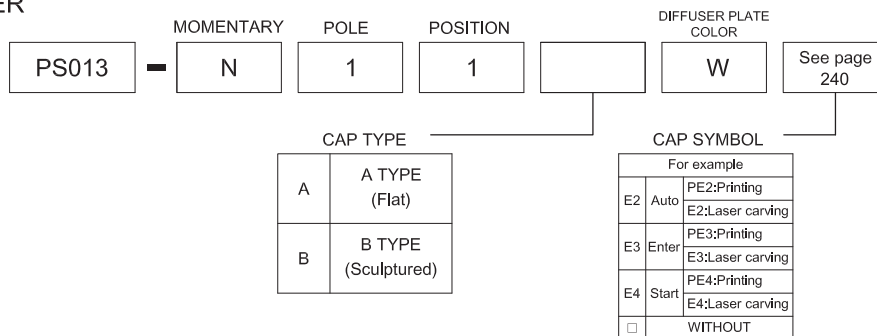 ER
MOMENTARY POLE POSITION DIFFUSER PLATE
COLOR
PS013 - N 1 1 W See page
240
CAP TYPE
A A TYPE
(Flat)
B B TYPE
(Sculptured)
CAP SYMBOL
For example
E2 Auto PE2:Printing
E2:Laser carving
E3 Enter PE3:Printing
E3:Laser carving
E4 Start PE4:Printing
E4:Laser carving
□ WITHOUT